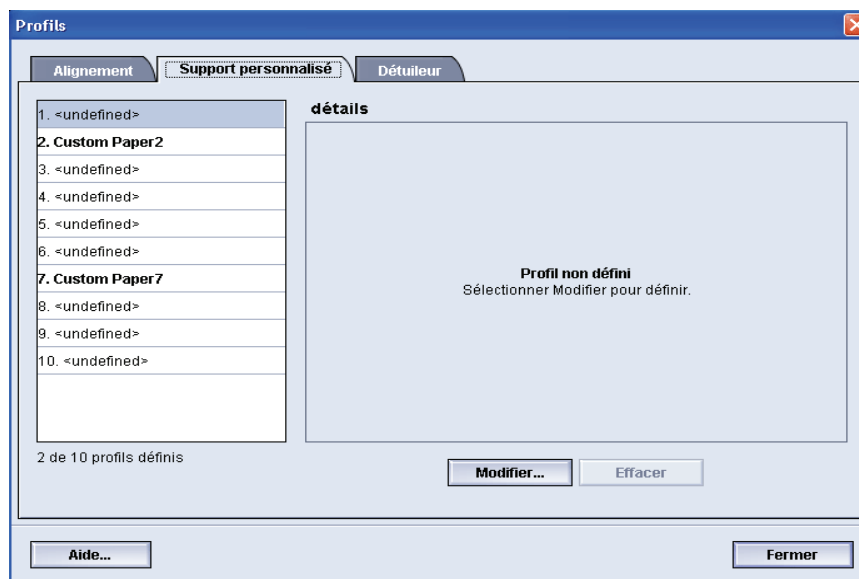 Profils
Alignement
Support personnalisé
Détuileur
1. <undefined>
2. Custom Paper2
3. <undefined>
4. <undefined>
5. <undefined>
6. <undefined>
7. Custom Paper7
8. <undefined>
9. <undefined>
10. <undefined>
2 de 10 profils définis
détails
Profil non défini
Sélectionner Modifier pour définir.
Modifier...
Effacer
Aide...
Fermer